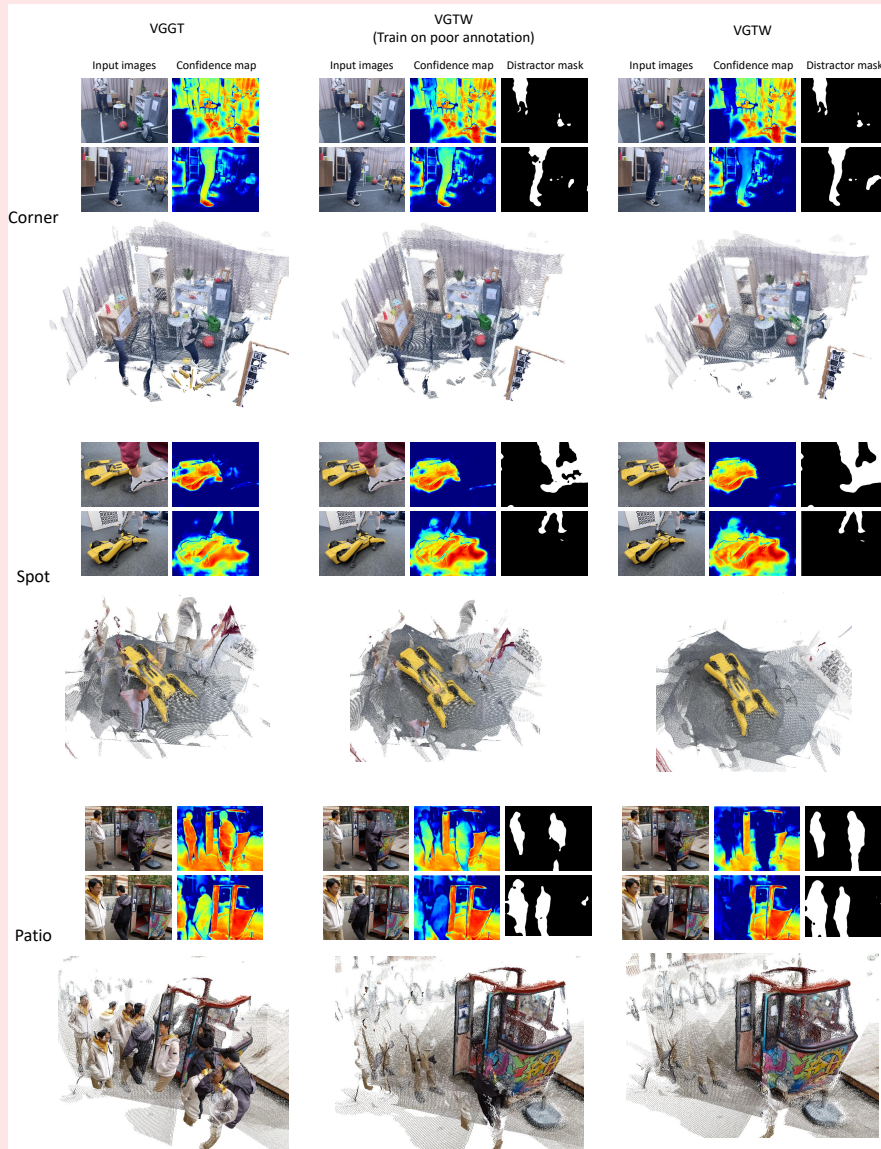 VGGT
VGTW
(Train on poor annotation)
VGTW
Input images
Confidence map
Input images
Confidence map
Distractor mask
Input images
Confidence map
Distractor mask
Corner
Spot
Patio